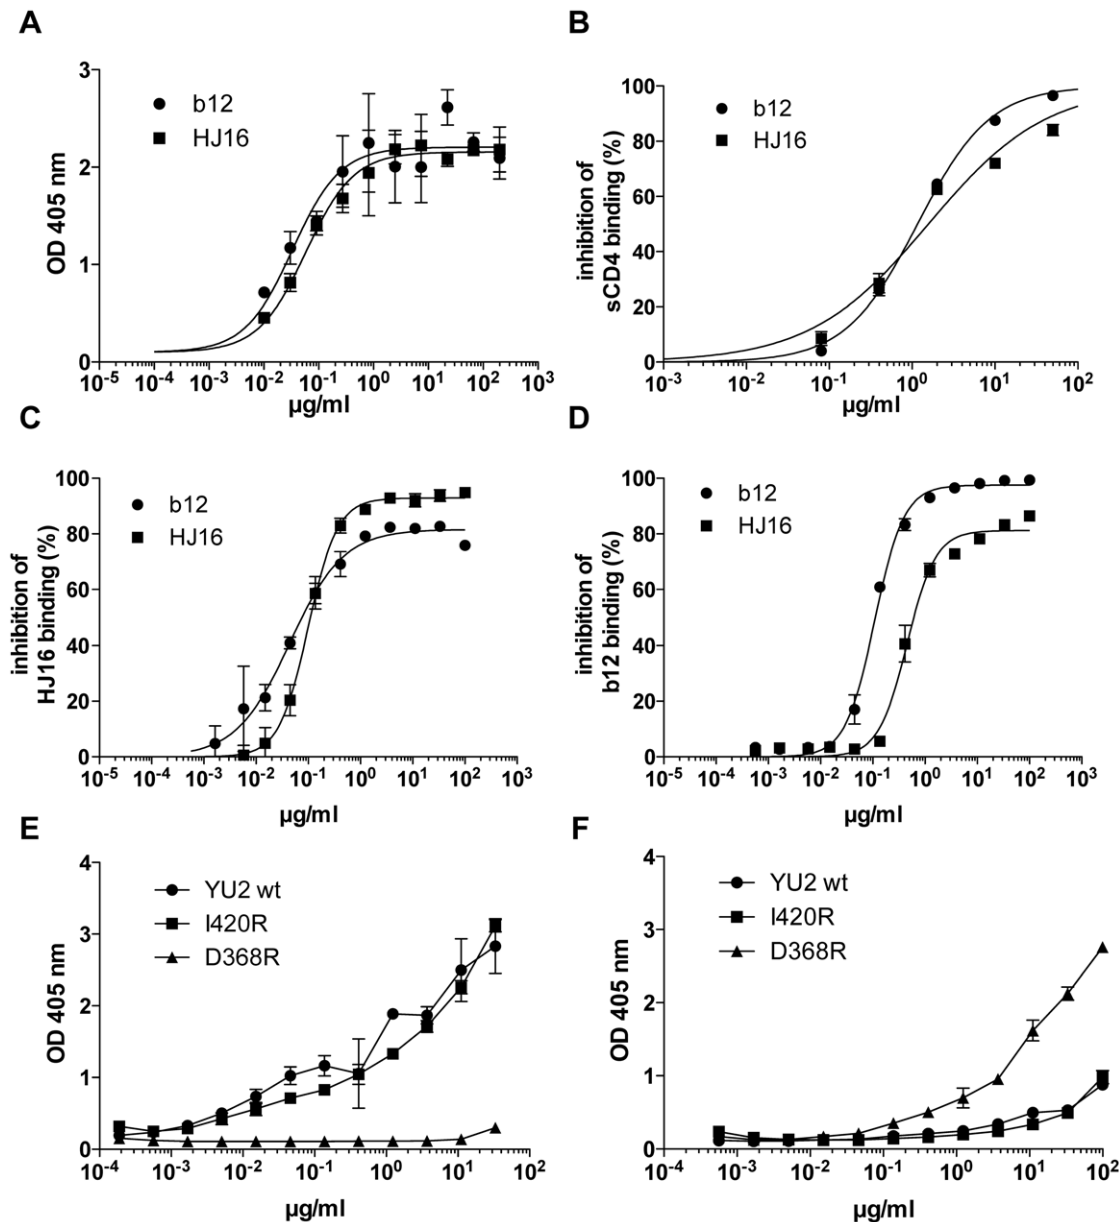 A
3
2
1
0
OD 405 nm
b12
HJ16
10-5 10-4 10-3 10-2 10-1 100 101 102 103
µg/ml
B
100
80
60
40
20
0
inhibition of
sCD4 binding (%)
b12
HJ16
10-3 10-2 10-1 100 101 102
µg/ml
C
100
80
60
40
20
0
inhibition of
HJ16 binding (%)
b12
HJ16
10-5 10-4 10-3 10-2 10-1 100 101 102 103
µg/ml
D
100
80
60
40
20
0
inhibition of
b12 binding (%)
b12
HJ16
10-5 10-4 10-3 10-2 10-1 100 101 102 103
µg/ml
E
4
3
2
1
0
OD 405 nm
YU2 wt
I420R
D368R
10-4 10-3 10-2 10-1 100 101 102
µg/ml
F
4
3
2
1
0
OD 405 nm
YU2 wt
I420R
D368R
10-4 10-3 10-2 10-1 100 101 102
µg/ml